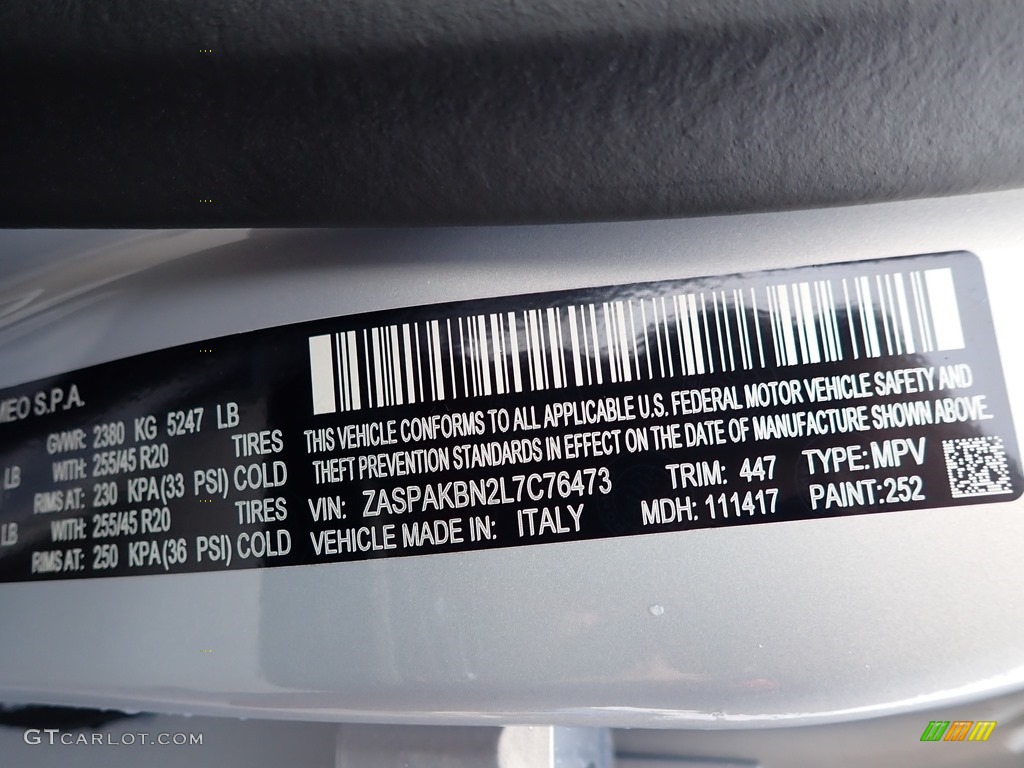 MEO S.P.A.
GVWR: 2380 KG 5247 LB
LB WITH: 255/45 R20 TIRES
RIMS AT: 230 KPA(33 PSI) COLD
LB WITH: 255/45 R20 TIRES
RIMS AT: 250 KPA(36 PSI) COLD
THIS VEHICLE CONFORMS TO ALL APPLICABLE U.S. FEDERAL MOTOR VEHICLE SAFETY AND
THEFT PREVENTION STANDARDS IN EFFECT ON THE DATE OF MANUFACTURE SHOWN ABOVE.
VIN: ZASPAKBN2L7C76473 TRIM: 447 TYPE: MPV
VEHICLE MADE IN: ITALY MDH: 111417 PAINT: 252
GTCARLOT.COM